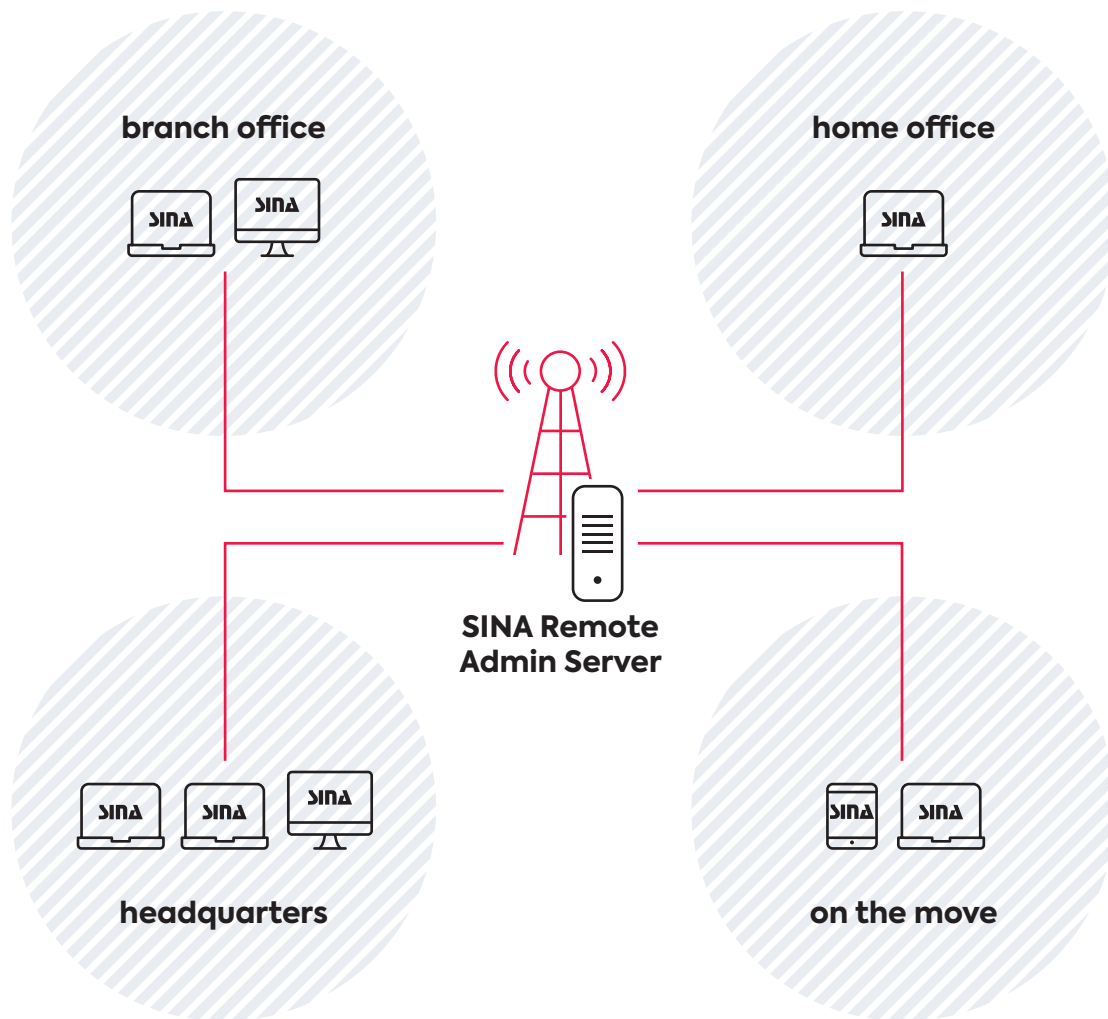 branch office
home office
SINA
SINA
SINA
SINA Remote
Admin Server
SINA
SINA
SINA
SINA
SINA
headquarters
on the move